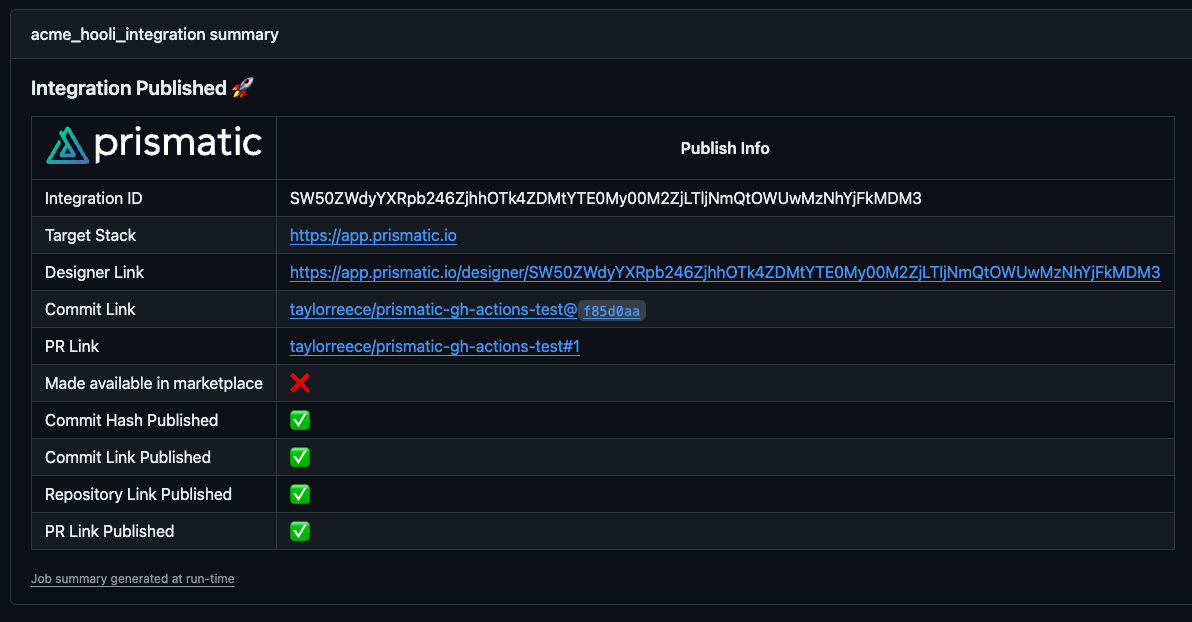 acme_hooli_integration summary
Integration Published 🚀
prismatic Publish Info
Integration ID SW50ZWdyYXRpb246ZjhhOTk4ZDMtYTE0My00M2ZjLTljNmQtOWUwMzNhYjFkMDM3
Target Stack https://app.prismatic.io
Designer Link https://app.prismatic.io/designer/SW50ZWdyYXRpb246ZjhhOTk4ZDMtYTE0My00M2ZjLTljNmQtOWUwMzNhYjFkMDM3
Commit Link taylorreece/prismatic-gh-actions-test@f85d0aa
PR Link taylorreece/prismatic-gh-actions-test#1
Made available in marketplace ❌
Commit Hash Published ✅
Commit Link Published ✅
Repository Link Published ✅
PR Link Published ✅
Job summary generated at run-time